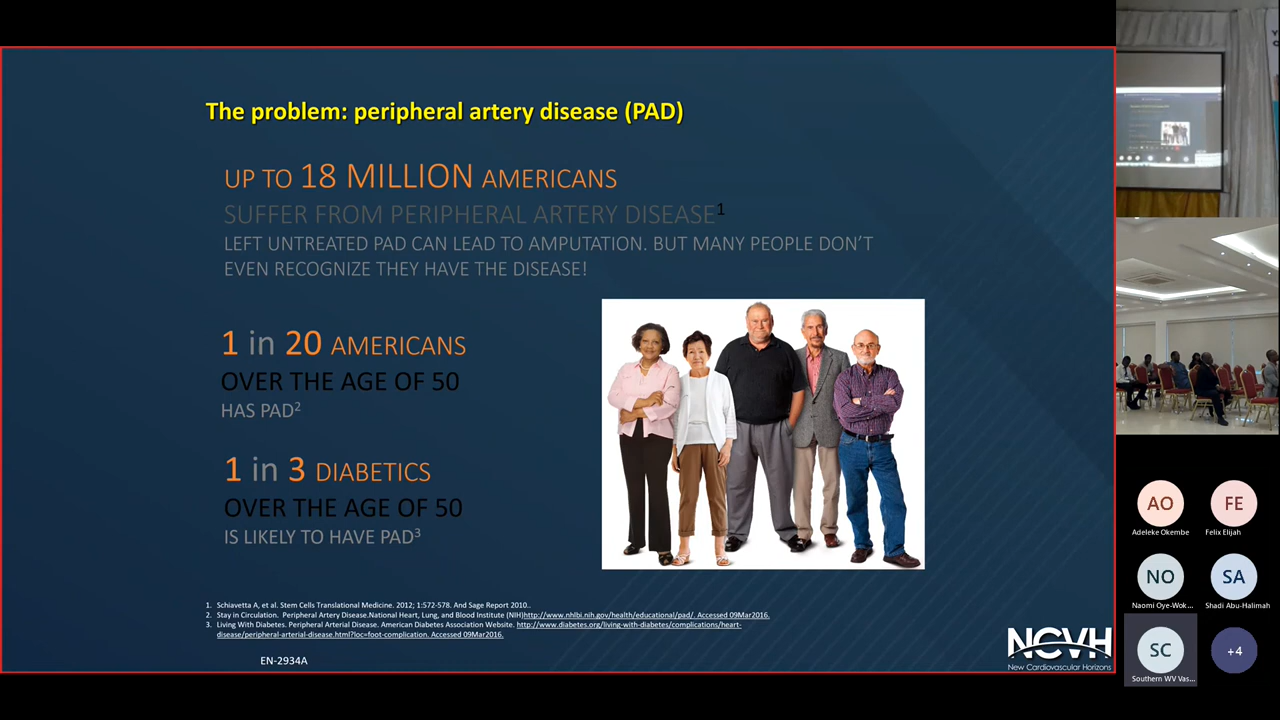 The problem: peripheral artery disease (PAD)
UP TO 18 MILLION AMERICANS
SUFFER FROM PERIPHERAL ARTERY DISEASE1
LEFT UNTREATED PAD CAN LEAD TO AMPUTATION. BUT MANY PEOPLE DON'T
EVEN RECOGNIZE THEY HAVE THE DISEASE!
1 in 20 AMERICANS
OVER THE AGE OF 50
HAS PAD2
1 in 3 DIABETICS
OVER THE AGE OF 50
IS LIKELY TO HAVE PAD3
1. Schiavetta A, et al. Stem Cells Translational Medicine. 2012; 1:572-578. And Sage Report 2010..
2. Stay in Circulation. Peripheral Artery Disease.National Heart, Lung, and Blood Institute (NIH)http://www.nhlbi.nih.gov/health/educational/pad/. Accessed 09Mar2016.
3. Living With Diabetes. Peripheral Arterial Disease. American Diabetes Association Website. http://www.diabetes.org/living-with-diabetes/complications/heart-
disease/peripheral-arterial-disease.html?loc=foot-complication. Accessed 09Mar2016.
EN-2934A
NCVH
New Cardiovascular Horizons
AO
FE
Adeleke Okembe
Felix Elijah
NO
SA
Naomi Oye-Wok...
Shadi Abu-Halimah
SC
+4
Southern WV Vas...